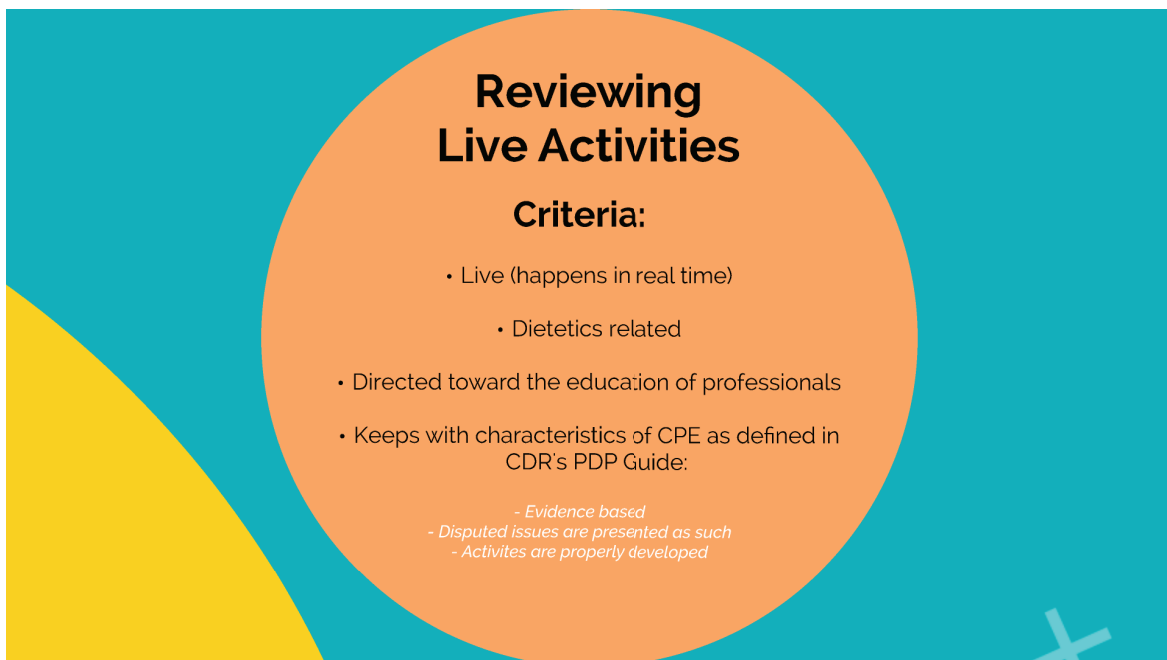 Reviewing
Live Activities
Criteria:
• Live (happens in real time)
• Dietetics related
• Directed toward the education of professionals
• Keeps with characteristics of CPE as defined in
CDR's PDP Guide:
- Evidence based
- Disputed issues are presented as such
- Activites are properly developed